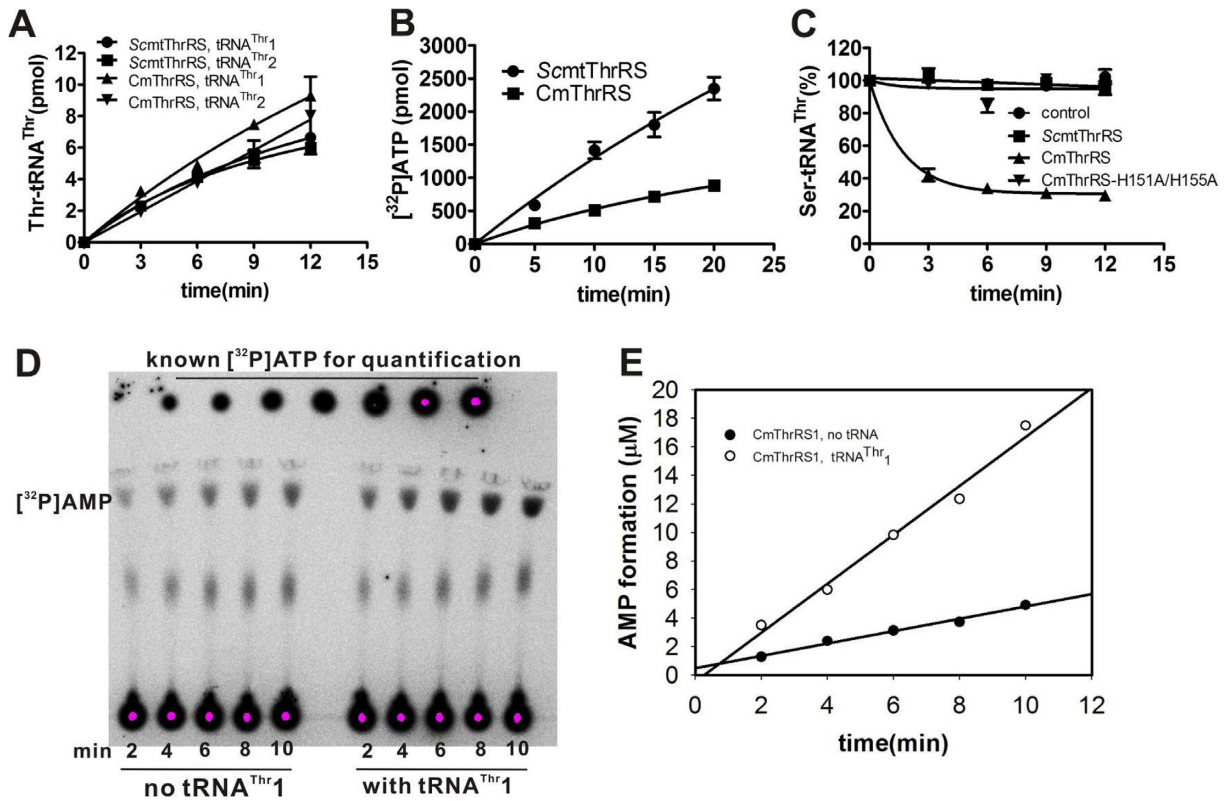 A
Thr-tRNAᵀʰʳ(pmol)
ScmtThrRS, tRNAᵀʰʳ1
ScmtThrRS, tRNAᵀʰʳ2
CmThrRS, tRNAᵀʰʳ1
CmThrRS, tRNAᵀʰʳ2
12
10
8
6
4
2
0
0 3 6 9 12 15
time(min)
B
[³²P]ATP (pmol)
ScmtThrRS
CmThrRS
3000
2500
2000
1500
1000
500
0
0 5 10 15 20 25
time(min)
C
Ser-tRNAᵀʰʳ(%)
120
100
80
60
40
20
0
control
ScmtThrRS
CmThrRS
CmThrRS-H151A/H155A
0 3 6 9 12 15
time(min)
D
known [³²P]ATP for quantification
[³²P]AMP
min 2 4 6 8 10 2 4 6 8 10
no tRNAᵀʰʳ1 with tRNAᵀʰʳ1
E
AMP formation (µM)
20
18
16
14
12
10
8
6
4
2
0
CmThrRS1, no tRNA
CmThrRS1, tRNAᵀʰʳ₁
0 2 4 6 8 10 12
time(min)